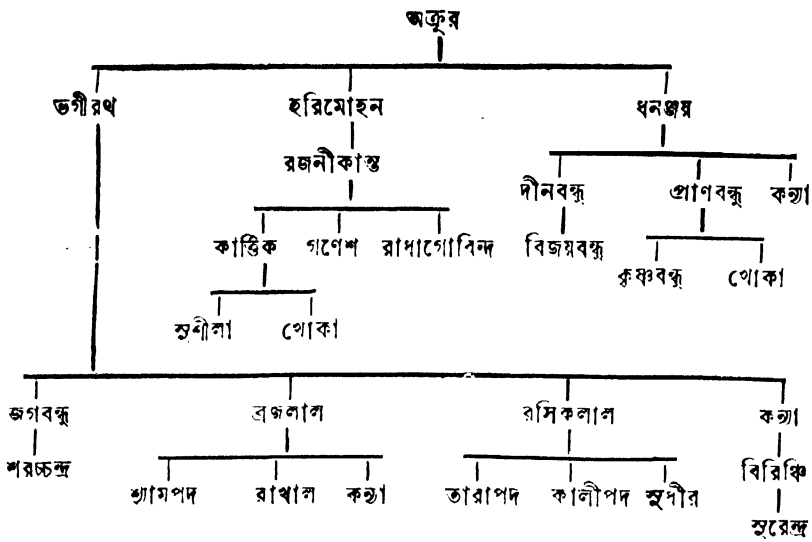 অক্রূর
ভগীরথ হরিমোহন ধনঞ্জয়
রজনীকান্ত
দীনবন্ধু প্রাণবন্ধু কন্যা
কার্ত্তিক গণেশ রাধাগোবিন্দ বিজয়বন্ধু
কৃষ্ণবন্ধু খোকা
সুশীলা খোকা
জগবন্ধু ব্রজলাল রসিকলাল কন্যা
শরচ্চন্দ্র বিরিঞ্চি
শ্যামপদ রাখাল কন্যা তারাপদ কালীপদ সুধীর
সুরেন্দ্র